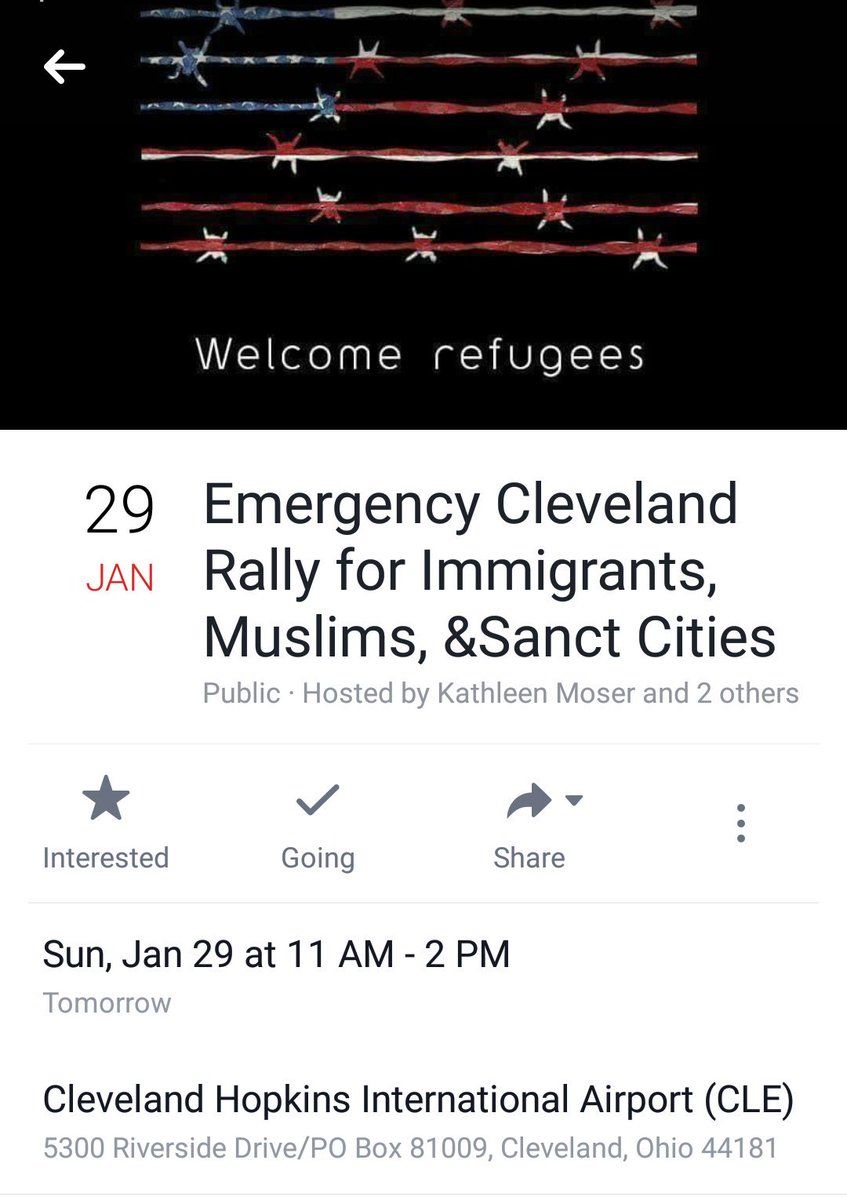 Welcome refugees
29
JAN
Emergency Cleveland
Rally for Immigrants,
Muslims, &Sanct Cities
Public · Hosted by Kathleen Moser and 2 others
Interested
Going
Share
Sun, Jan 29 at 11 AM - 2 PM
Tomorrow
Cleveland Hopkins International Airport (CLE)
5300 Riverside Drive/PO Box 81009, Cleveland, Ohio 44181